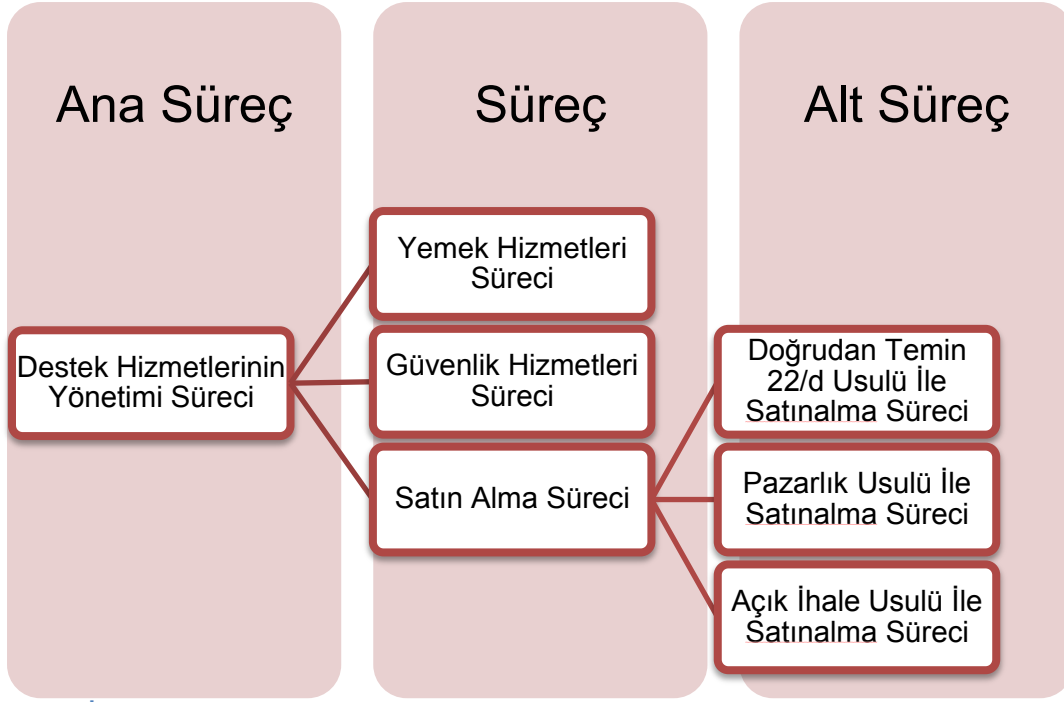 Ana Süreç
Süreç
Alt Süreç
Yemek Hizmetleri
Süreci
Destek Hizmetlerinin
Yönetimi Süreci
Güvenlik Hizmetleri
Süreci
Satın Alma Süreci
Doğrudan Temin
22/d Usulü İle
Satınalma Süreci
Pazarlık Usulü İle
Satınalma Süreci
Açık İhale Usulü İle
Satınalma Süreci